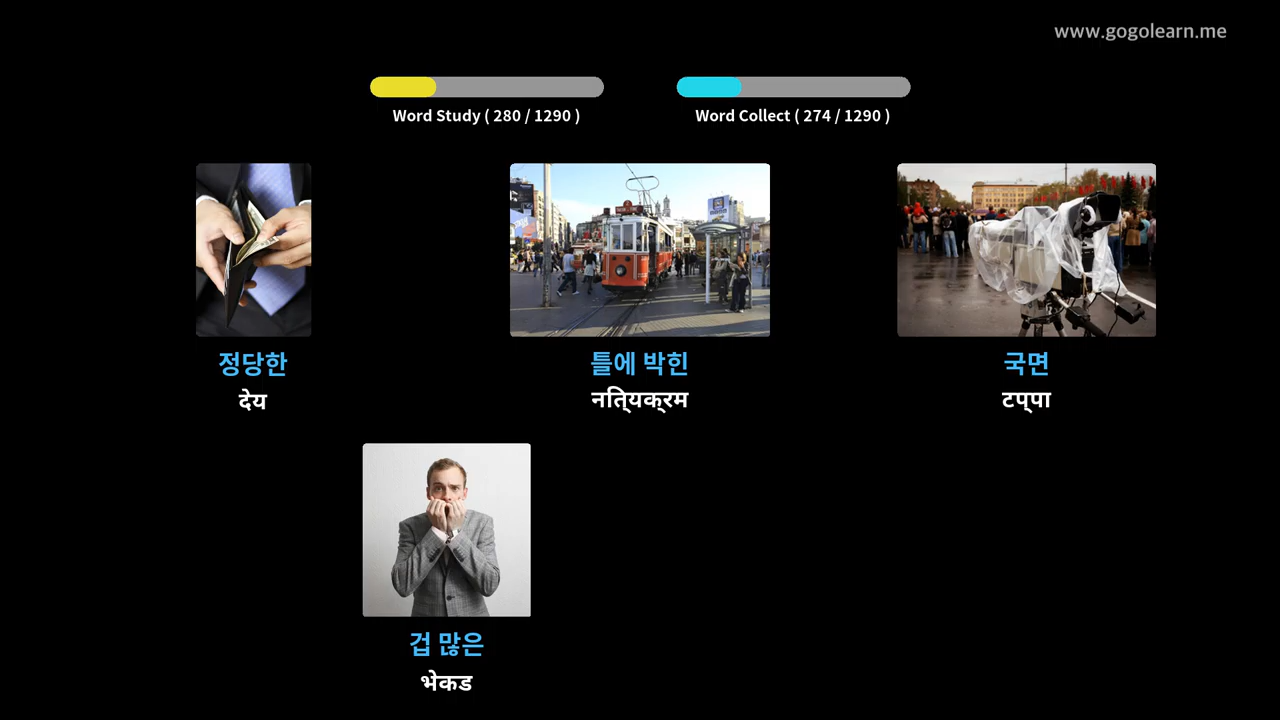 www.gogolearn.me
Word Study ( 280 / 1290 )
Word Collect ( 274 / 1290 )
정당한
देय
틀에 박힌
नित्यक्रम
국면
टप्पा
겁 많은
भेकड